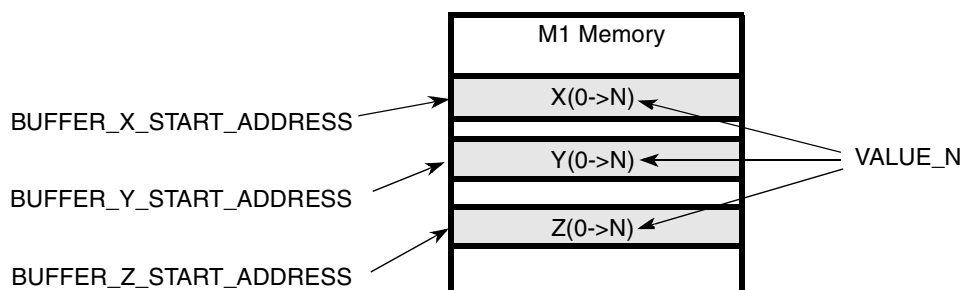 M1 Memory
X(0->N)
BUFFER_X_START_ADDRESS
Y(0->N)
VALUE_N
BUFFER_Y_START_ADDRESS
Z(0->N)
BUFFER_Z_START_ADDRESS